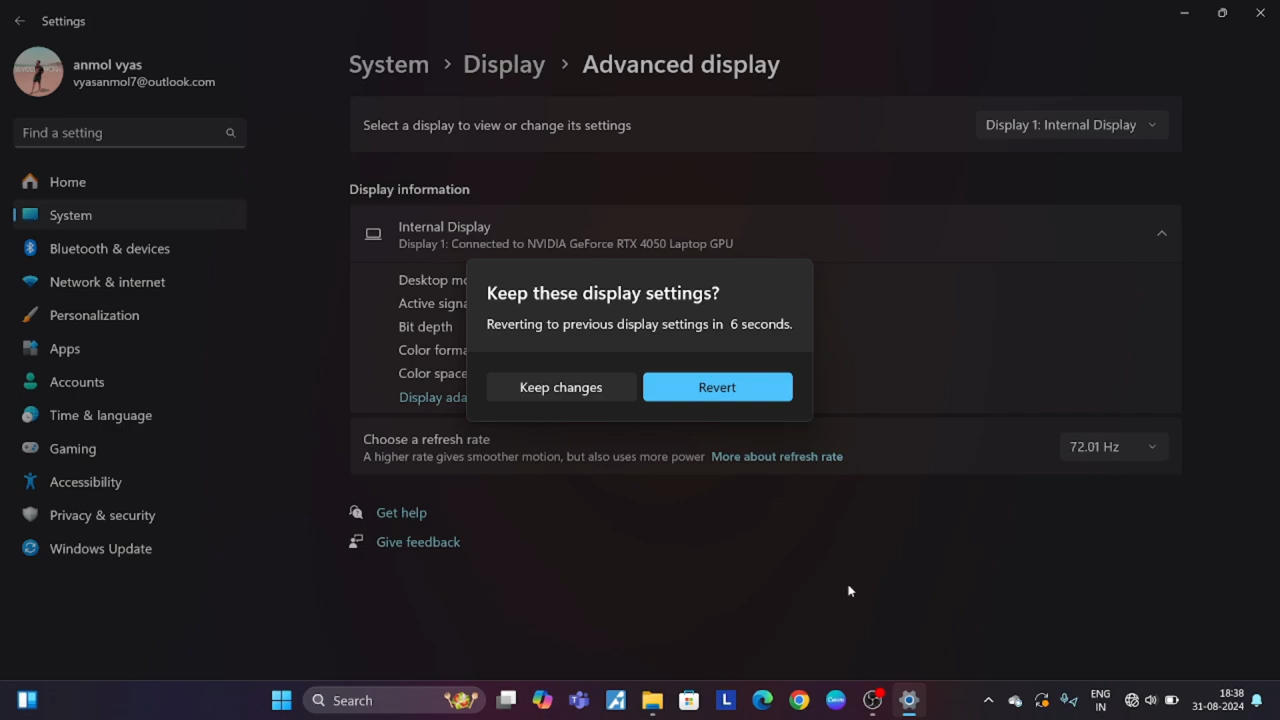 Settings
anmol vyas
vyasanmol7@outlook.com
Find a setting
Home
System
Bluetooth & devices
Network & internet
Personalization
Apps
Accounts
Time & language
Gaming
Accessibility
Privacy & security
Windows Update
System > Display > Advanced display
Select a display to view or change its settings
Display 1: Internal Display
Display information
Internal Display
Display 1: Connected to NVIDIA GeForce RTX 4050 Laptop GPU
Desktop mo
Active signa
Bit depth
Color forma
Color space
Display ada
Keep these display settings?
Reverting to previous display settings in 6 seconds.
Keep changes
Revert
Choose a refresh rate
A higher rate gives smoother motion, but also uses more power More about refresh rate
72.01 Hz
Get help
Give feedback
Search
L
ENG
IN
18:38
31-08-2024